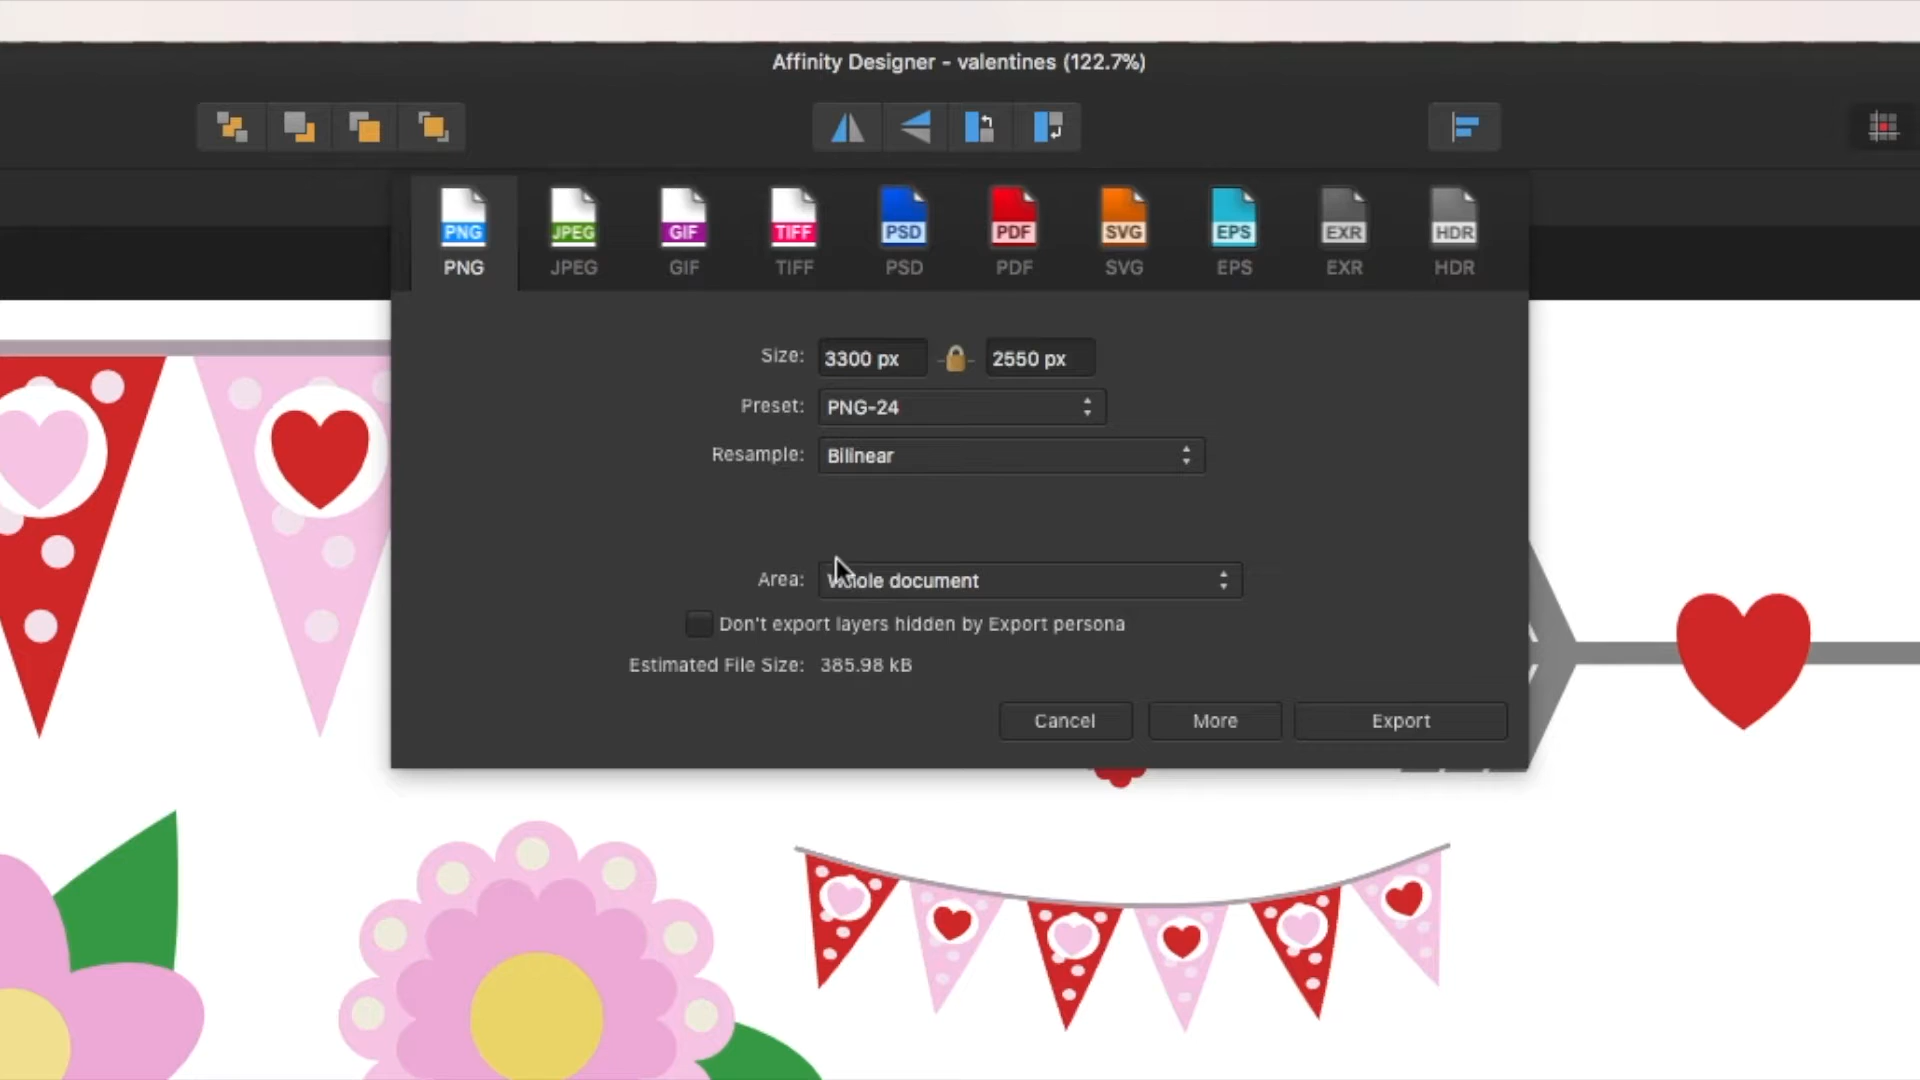 Affinity Designer - valentines (122.7%)
PNG JPEG GIF TIFF PSD PDF SVG EPS EXR HDR
PNG JPEG GIF TIFF PSD PDF SVG EPS EXR HDR
Size: 3300 px 2550 px
Preset: PNG-24
Resample: Bilinear
Area: Whole document
Don't export layers hidden by Export persona
Estimated File Size: 385.98 kB
Cancel More Export